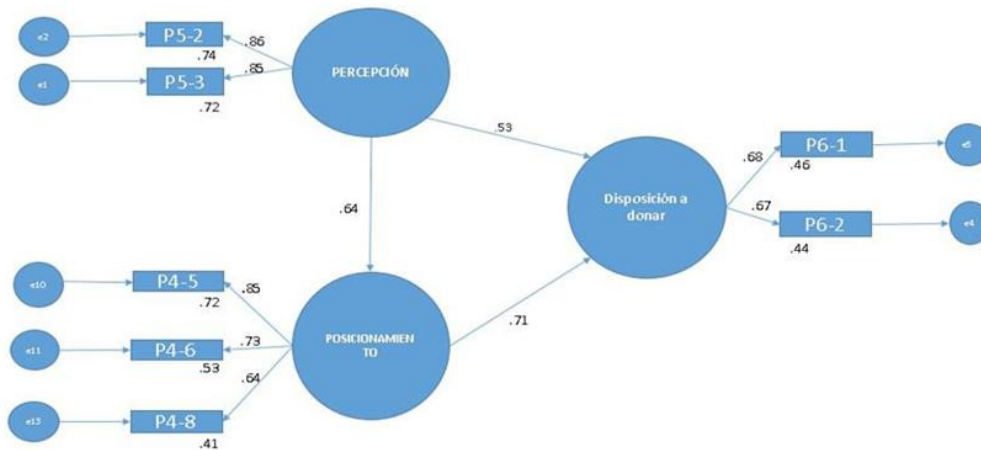 e2
P5-2
.86
.74
e1
P5-3
.85
.72
PERCEPCIÓN
.53
.64
Disposición a
donar
.68
P6-1
.46
e5
.67
P6-2
.44
e4
e10
P4-5
.85
.72
e11
P4-6
.73
.53
.64
e13
P4-8
.41
POSICIONAMIEN
TO
.71